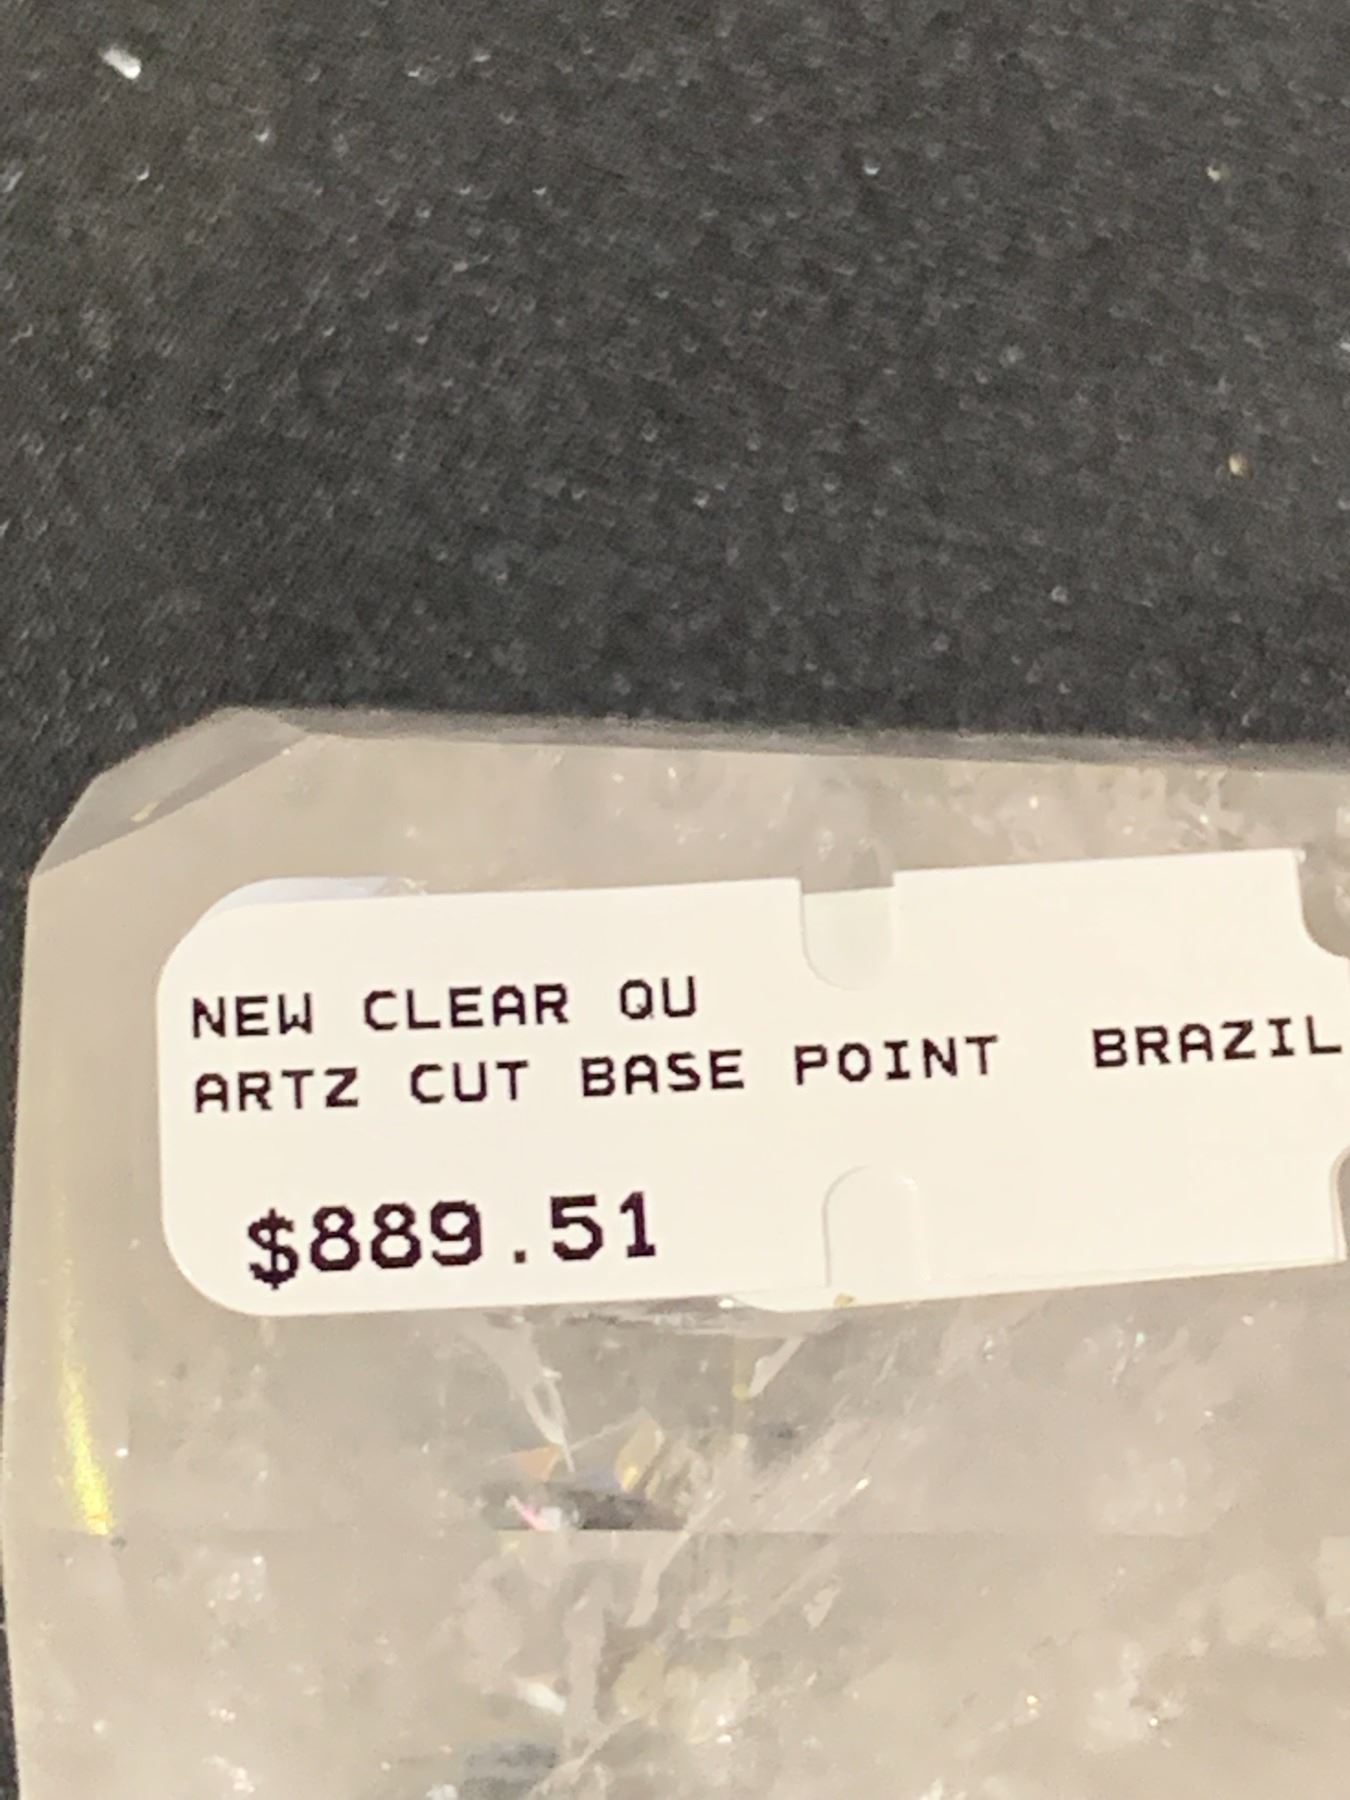 NEW CLEAR QU
ARTZ CUT BASE POINT BRAZIL
$889.51